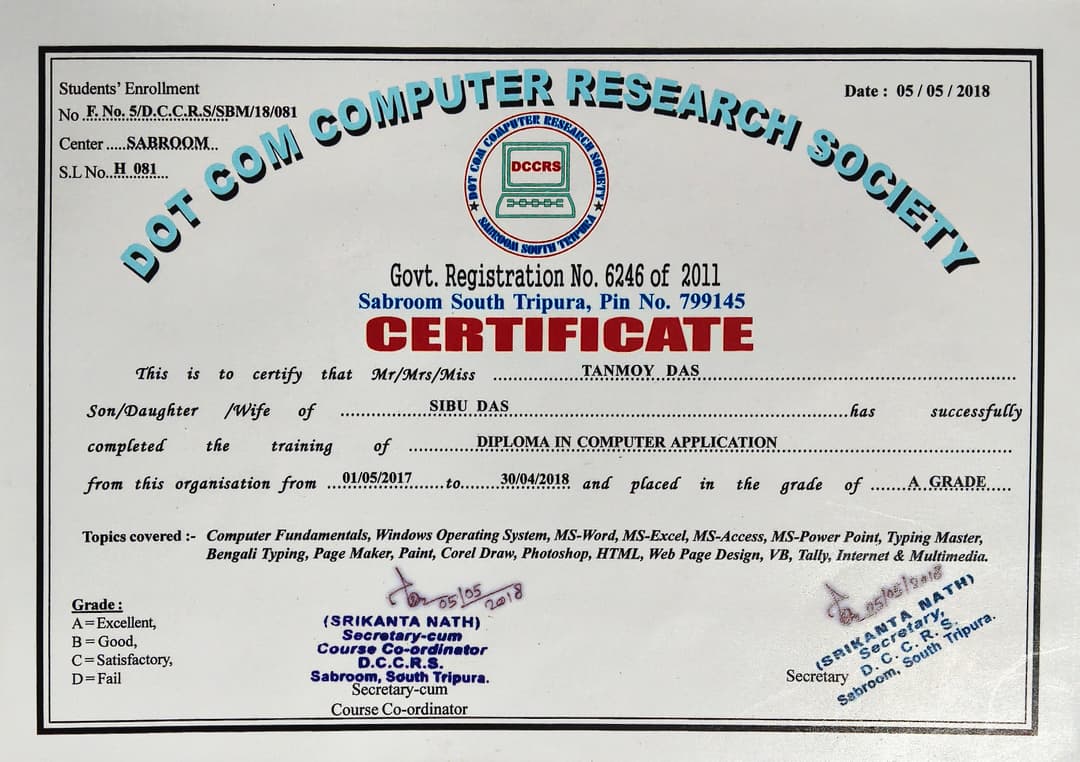 Students' Enrollment
No .F. No. 5/D.C.C.R.S/SBM/18/081
Center .....SABROOM..
S.L No..H 081...
Date : 05 / 05 / 2018
DOT COM COMPUTER RESEARCH SOCIETY
DOT COM COMPUTER RESEARCH SOCIETY
DCCRS
★ SABROOM SOUTH TRIPURA ★
Govt. Registration No. 6246 of 2011
Sabroom South Tripura, Pin No. 799145
CERTIFICATE
This is to certify that Mr/Mrs/Miss ..........TANMOY DAS..........
Son/Daughter /Wife of ..........SIBU DAS..........has successfully
completed the training of ..........DIPLOMA IN COMPUTER APPLICATION..........
from this organisation from ...01/05/2017......to......30/04/2018 and placed in the grade of ......A GRADE....
Topics covered :- Computer Fundamentals, Windows Operating System, MS-Word, MS-Excel, MS-Access, MS-Power Point, Typing Master,
Bengali Typing, Page Maker, Paint, Corel Draw, Photoshop, HTML, Web Page Design, VB, Tally, Internet & Multimedia.
Grade :
A = Excellent,
B = Good,
C = Satisfactory,
D = Fail
05/05/2018
(SRIKANTA NATH)
Secretary-cum
Course Co-ordinator
D.C.C.R.S.
Sabroom, South Tripura.
Secretary-cum
Course Co-ordinator
05/05/2018
(SRIKANTA NATH)
Secretary,
D. C. C. R. S.
Sabroom, South Tripura.
Secretary